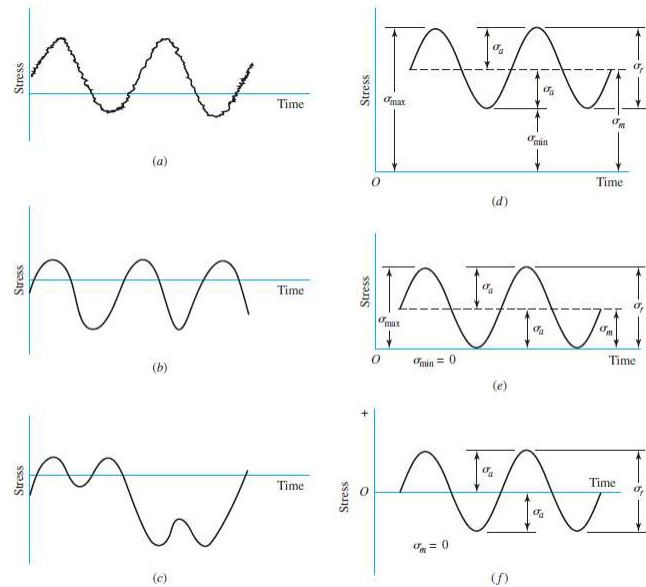 Stress
Time
(a)
Stress
Time
(b)
Stress
Time
(c)
Stress
σmax
σa
σa
σr
σm
σmin
O
Time
(d)
Stress
σmax
σa
σa
σm
σr
O
σmin = 0
Time
(e)
+
Stress
O
σa
σa
Time
σr
σm = 0
(f)